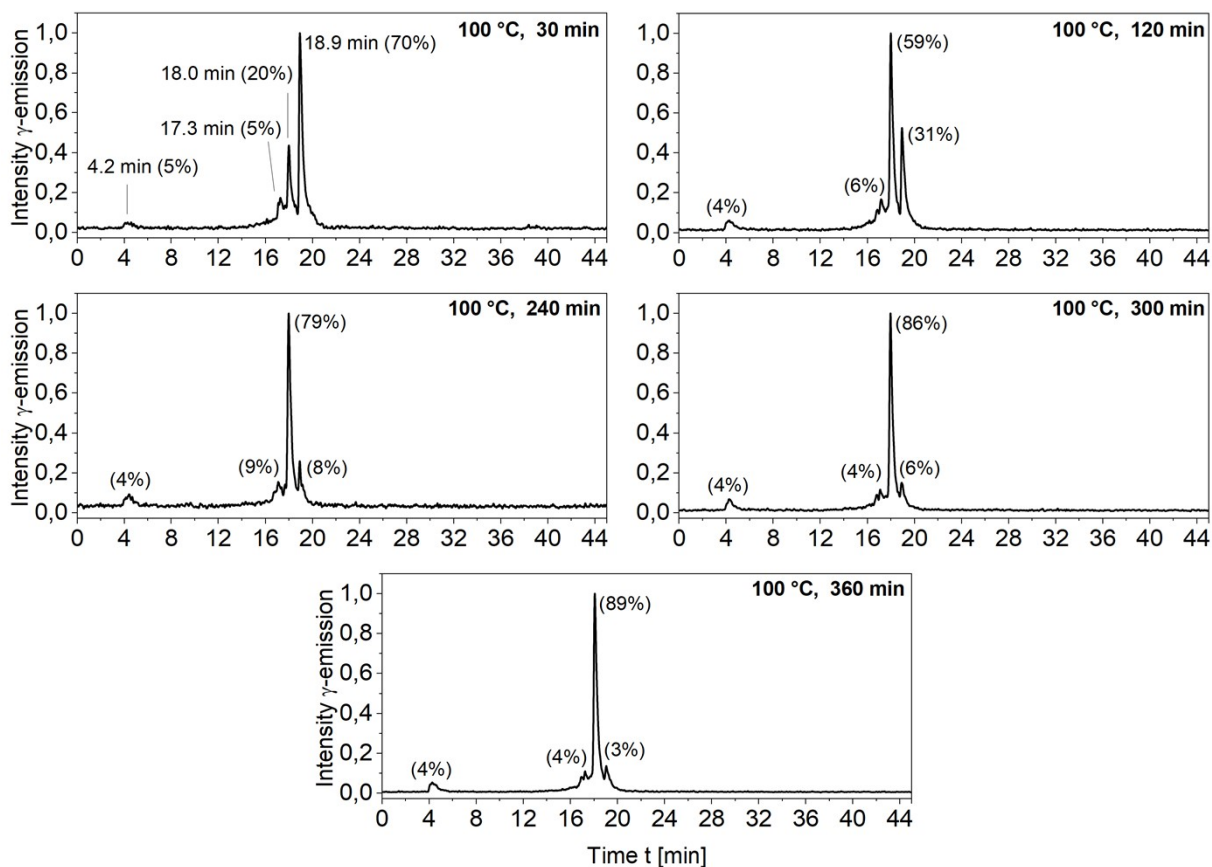 100 °C, 30 min
Intensity γ-emission
1,0
0,8
0,6
0,4
0,2
0,0
18.9 min (70%)
18.0 min (20%)
17.3 min (5%)
4.2 min (5%)
0 4 8 12 16 20 24 28 32 36 40 44
100 °C, 120 min
Intensity γ-emission
1,0
0,8
0,6
0,4
0,2
0,0
(59%)
(31%)
(6%)
(4%)
0 4 8 12 16 20 24 28 32 36 40 44
100 °C, 240 min
Intensity γ-emission
1,0
0,8
0,6
0,4
0,2
0,0
(79%)
(9%) (8%)
(4%)
0 4 8 12 16 20 24 28 32 36 40 44
100 °C, 300 min
Intensity γ-emission
1,0
0,8
0,6
0,4
0,2
0,0
(86%)
(4%) (6%)
(4%)
0 4 8 12 16 20 24 28 32 36 40 44
100 °C, 360 min
Intensity γ-emission
1,0
0,8
0,6
0,4
0,2
0,0
(89%)
(4%) (3%)
(4%)
0 4 8 12 16 20 24 28 32 36 40 44
Time t [min]